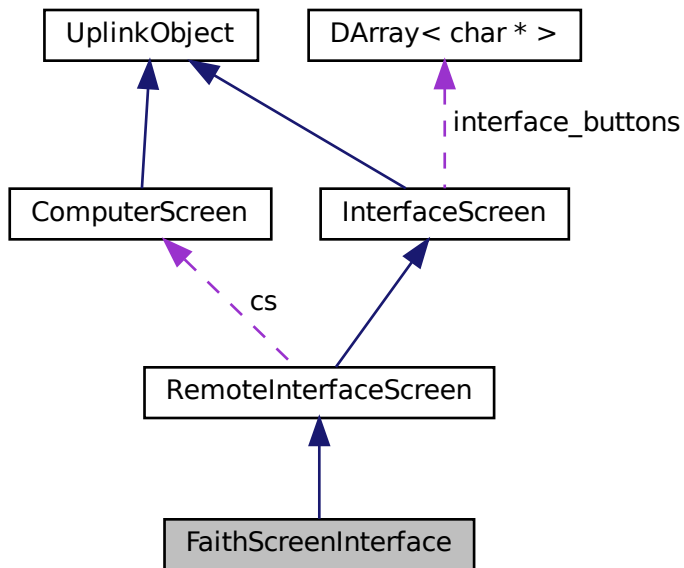 UplinkObject
DArray< char * >
interface_buttons
ComputerScreen
InterfaceScreen
cs
RemoteInterfaceScreen
FaithScreenInterface